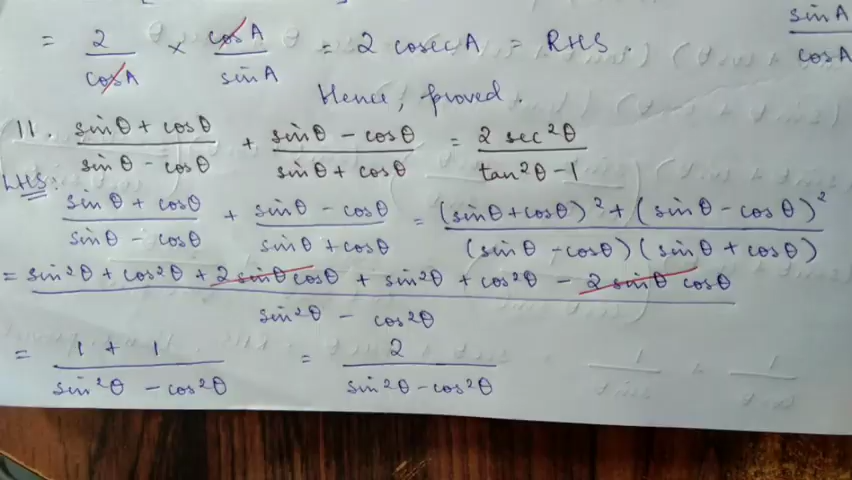 = 2/cosA × cosA/sinA = 2 cosecA = RHS. sinA/cosA
Hence, proved.
11. (sinθ + cosθ)/(sinθ - cosθ) + (sinθ - cosθ)/(sinθ + cosθ) = 2 sec²θ/(tan²θ - 1)
LHS:
(sinθ + cosθ)/(sinθ - cosθ) + (sinθ - cosθ)/(sinθ + cosθ) = ((sinθ + cosθ)² + (sinθ - cosθ)²)/((sinθ - cosθ)(sinθ + cosθ))
= (sin²θ + cos²θ + 2 sinθ cosθ + sin²θ + cos²θ - 2 sinθ cosθ)/(sin²θ - cos²θ)
= (1 + 1)/(sin²θ - cos²θ) = 2/(sin²θ - cos²θ)